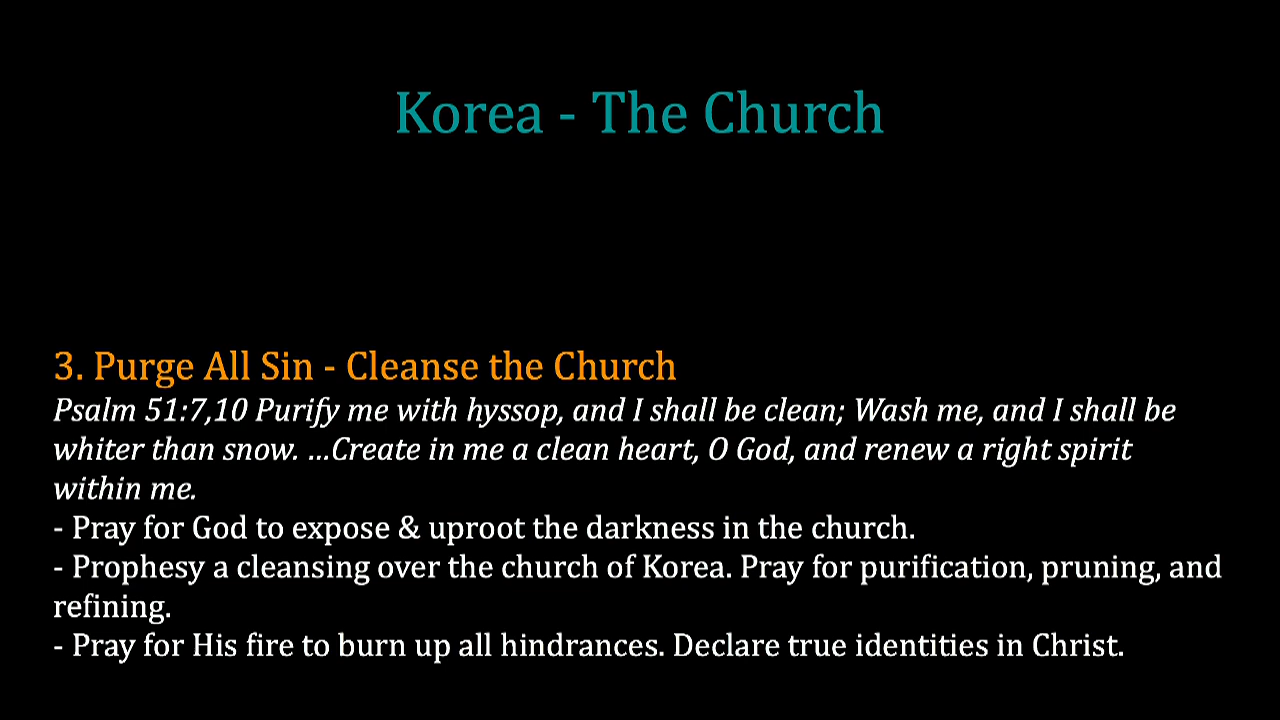 Korea - The Church
3. Purge All Sin - Cleanse the Church
Psalm 51:7,10 Purify me with hyssop, and I shall be clean; Wash me, and I shall be
whiter than snow. ...Create in me a clean heart, O God, and renew a right spirit
within me.
- Pray for God to expose & uproot the darkness in the church.
- Prophesy a cleansing over the church of Korea. Pray for purification, pruning, and
refining.
- Pray for His fire to burn up all hindrances. Declare true identities in Christ.